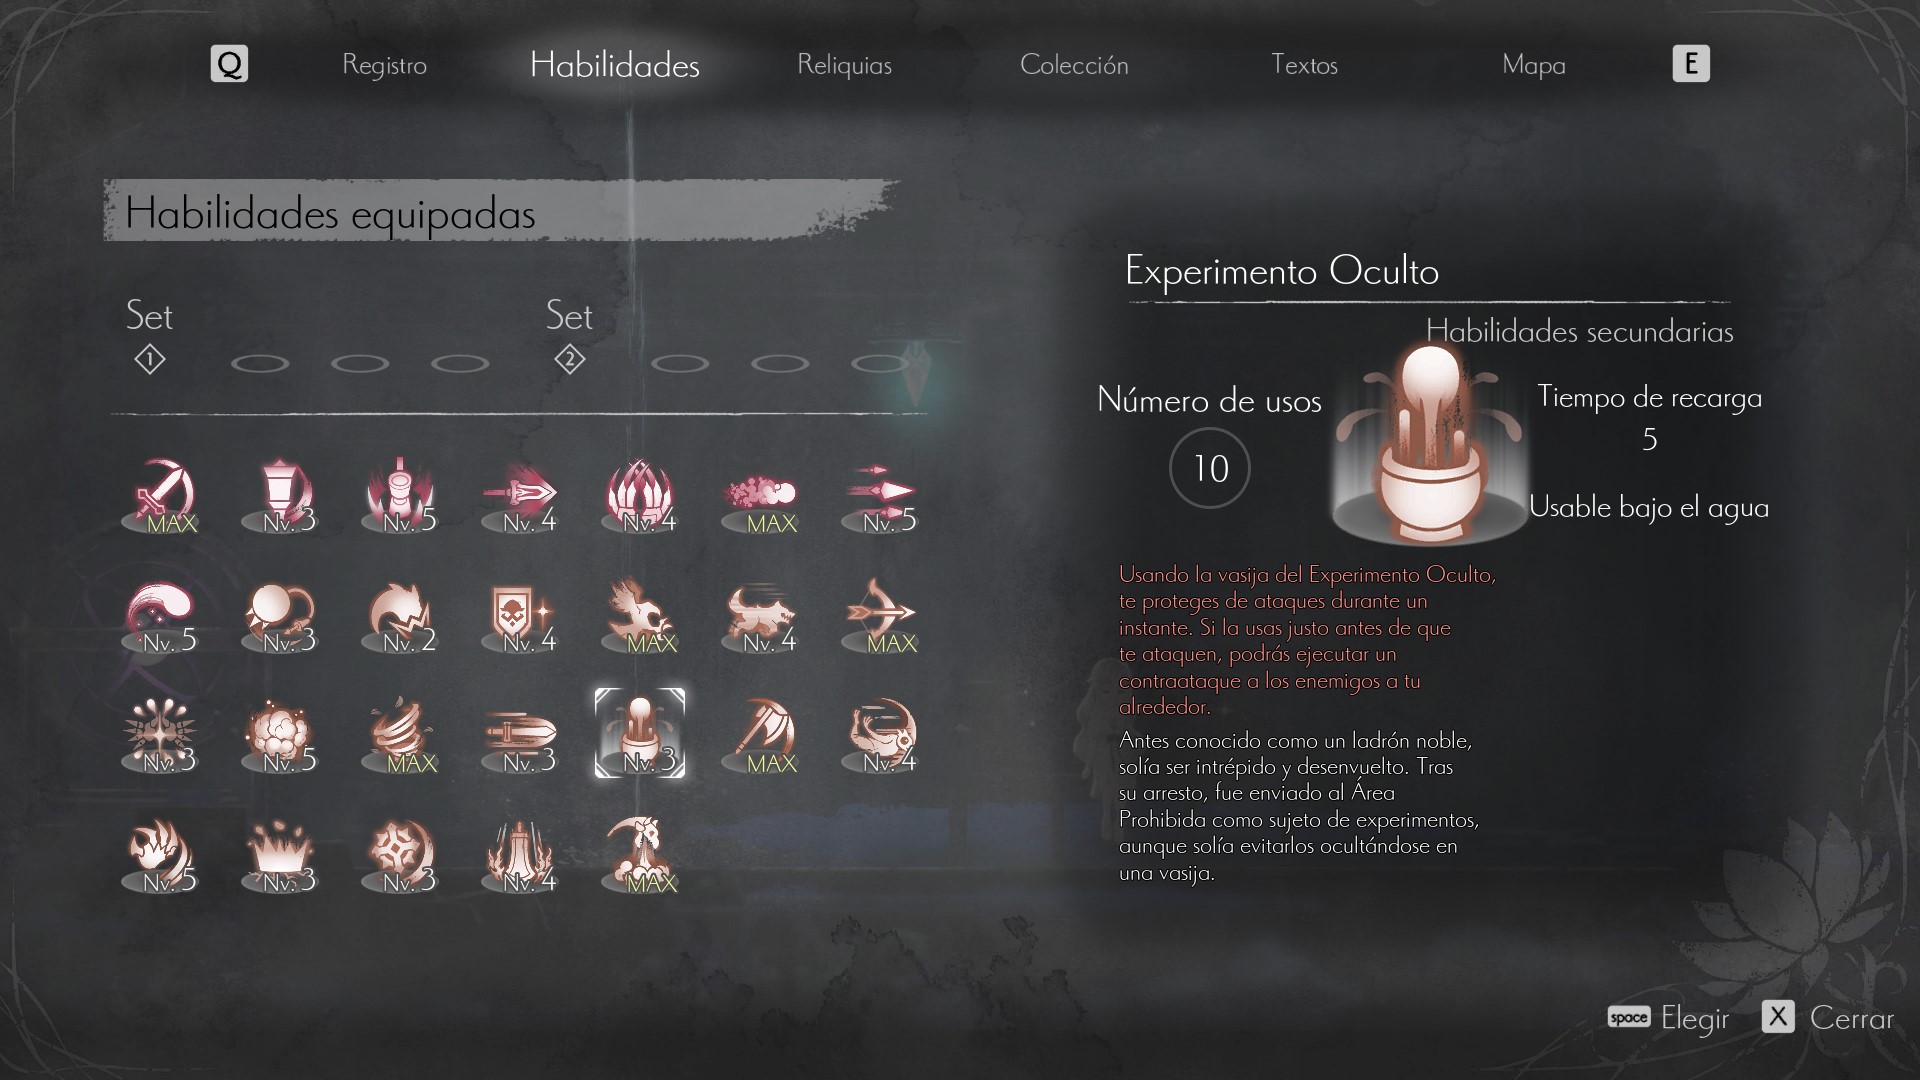 Q Registro Habilidades Reliquias Colección Textos Mapa E
Habilidades equipadas
Set Set
1 2
MAX Nv. 3 Nv. 5 Nv. 4 Nv. 4 MAX Nv. 5
Nv. 5 Nv. 3 Nv. 2 Nv. 4 MAX Nv. 4 MAX
Nv. 3 Nv. 5 MAX Nv. 3 Nv. 3 MAX Nv. 4
Nv. 5 Nv. 3 Nv. 3 Nv. 4 MAX
Experimento Oculto
Habilidades secundarias
Número de usos
10
Tiempo de recarga
5
Usable bajo el agua
Usando la vasija del Experimento Oculto,
te proteges de ataques durante un
instante. Si la usas justo antes de que
te ataquen, podrás ejecutar un
contraataque a los enemigos a tu
alrededor.
Antes conocido como un ladrón noble,
solía ser intrépido y desenvuelto. Tras
su arresto, fue enviado al Área
Prohibida como sujeto de experimentos,
aunque solía evitarlos ocultándose en
una vasija.
space Elegir X Cerrar